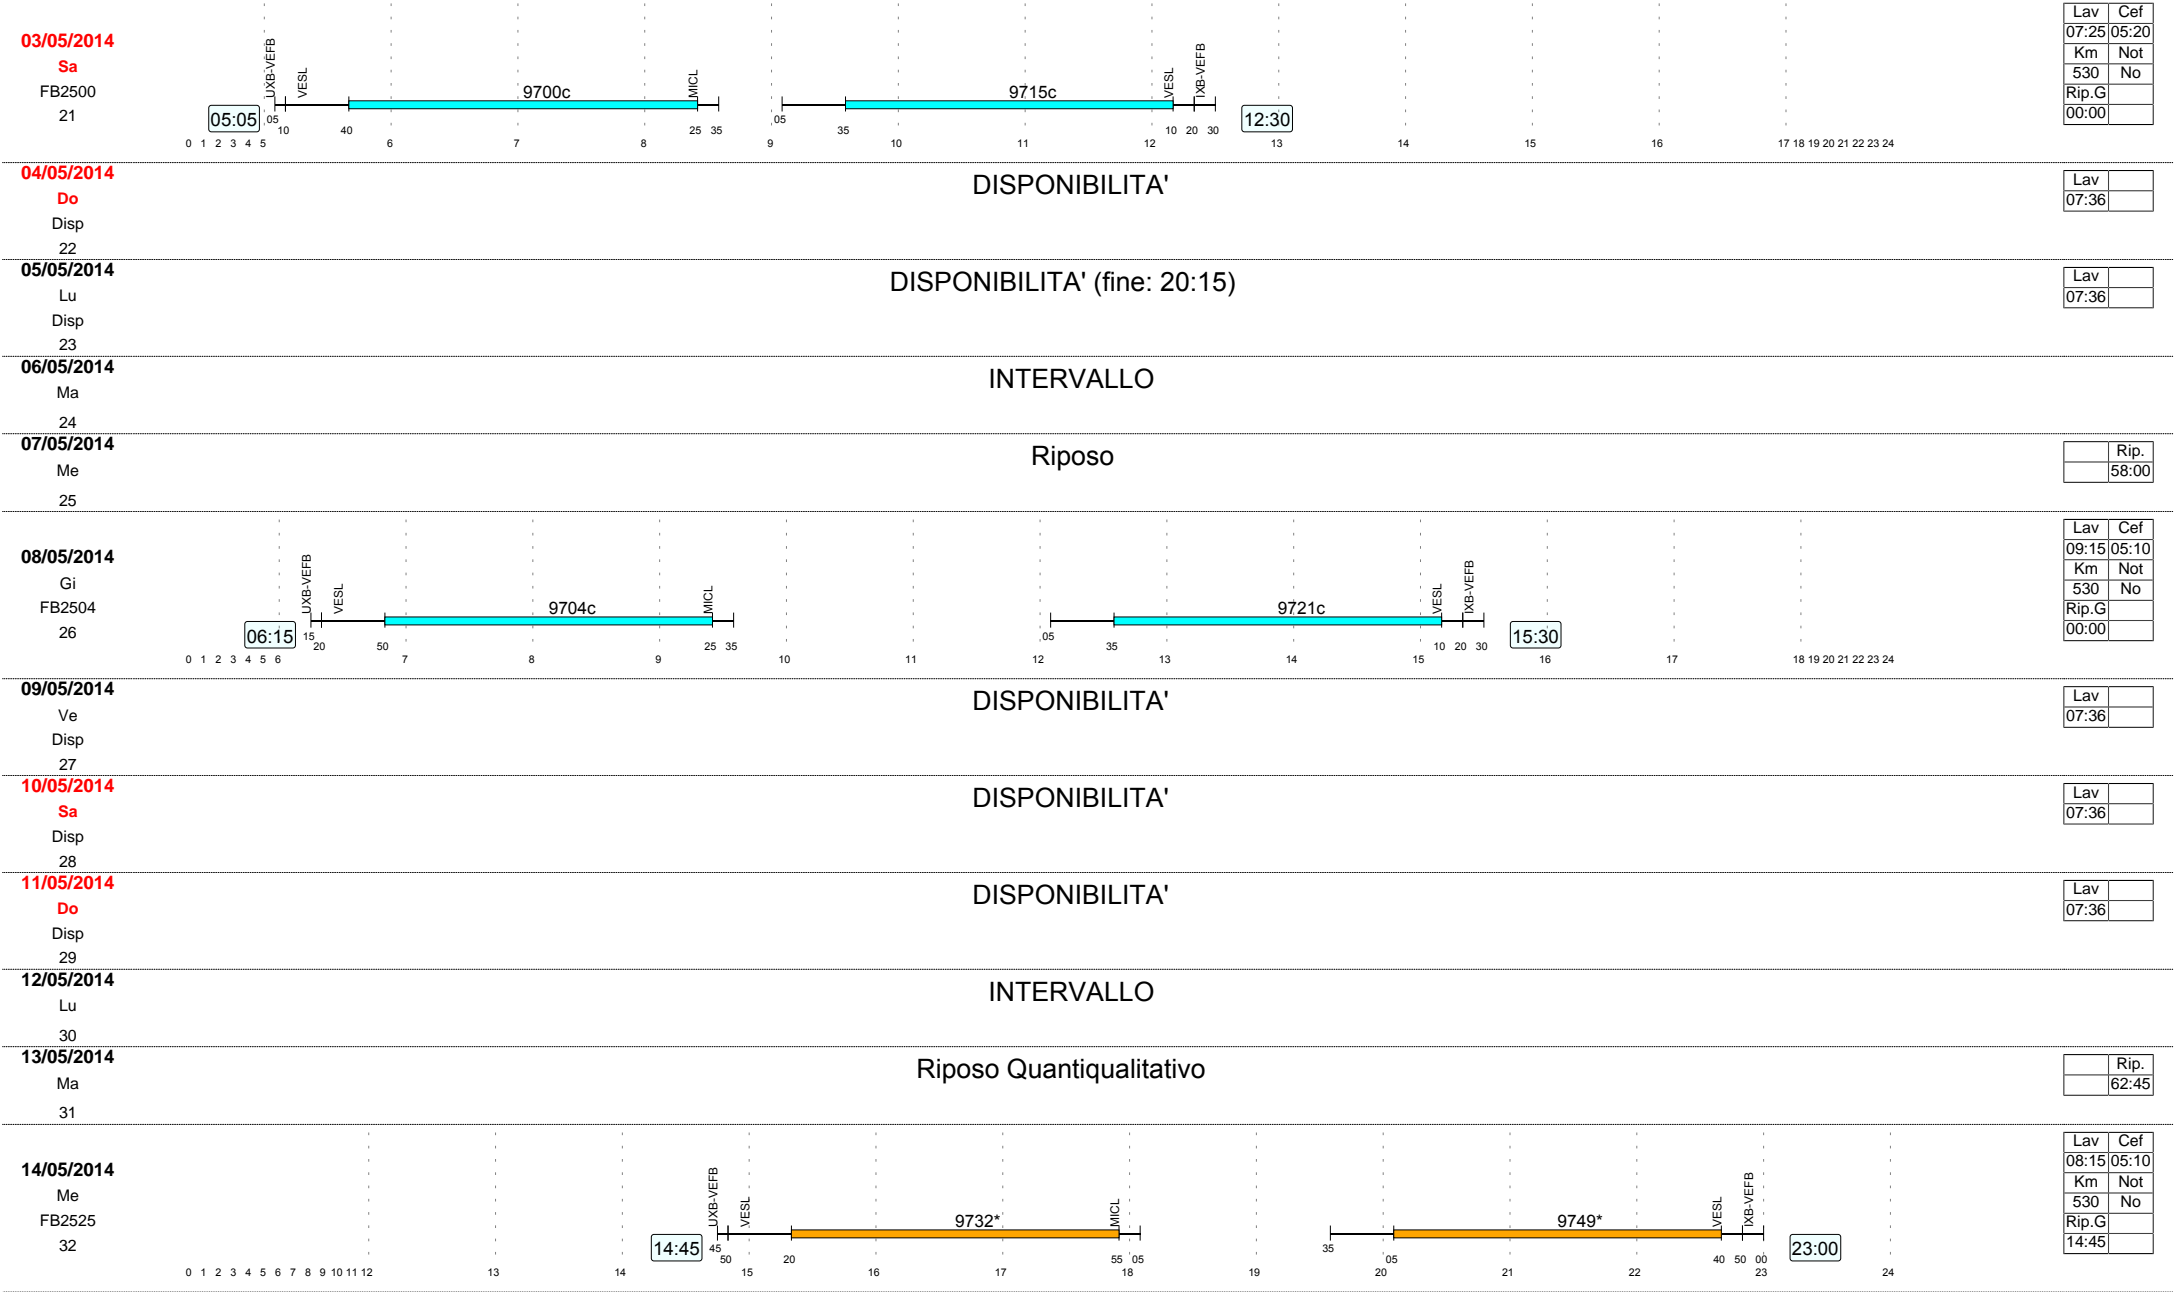 03/05/2014
Sa
FB2500
21
UXB-VEFB VESL 9700c MICL 9715c VESL IXB-VEFB
05:05 05 10 40 25 35 05 35 10 20 30 12:30
0 1 2 3 4 5 6 7 8 9 10 11 12 13 14 15 16 17 18 19 20 21 22 23 24
Lav Cef
07:25 05:20
Km Not
530 No
Rip.G
00:00
04/05/2014
Do
Disp
22
DISPONIBILITA'
Lav
07:36
05/05/2014
Lu
Disp
23
DISPONIBILITA' (fine: 20:15)
Lav
07:36
06/05/2014
Ma
24
INTERVALLO
07/05/2014
Me
25
Riposo
Rip.
58:00
08/05/2014
Gi
FB2504
26
UXB-VEFB VESL 9704c MICL 9721c VESL IXB-VEFB
06:15 15 20 50 25 35 05 35 10 20 30 15:30
0 1 2 3 4 5 6 7 8 9 10 11 12 13 14 15 16 17 18 19 20 21 22 23 24
Lav Cef
09:15 05:10
Km Not
530 No
Rip.G
00:00
09/05/2014
Ve
Disp
27
DISPONIBILITA'
Lav
07:36
10/05/2014
Sa
Disp
28
DISPONIBILITA'
Lav
07:36
11/05/2014
Do
Disp
29
DISPONIBILITA'
Lav
07:36
12/05/2014
Lu
30
INTERVALLO
13/05/2014
Ma
31
Riposo Quantiqualitativo
Rip.
62:45
14/05/2014
Me
FB2525
32
UXB-VEFB VESL 9732* MICL 9749* VESL IXB-VEFB
14:45 45 50 20 55 05 35 05 40 50 00 23:00
0 1 2 3 4 5 6 7 8 9 10 11 12 13 14 15 16 17 18 19 20 21 22 23 24
Lav Cef
08:15 05:10
Km Not
530 No
Rip.G
14:45